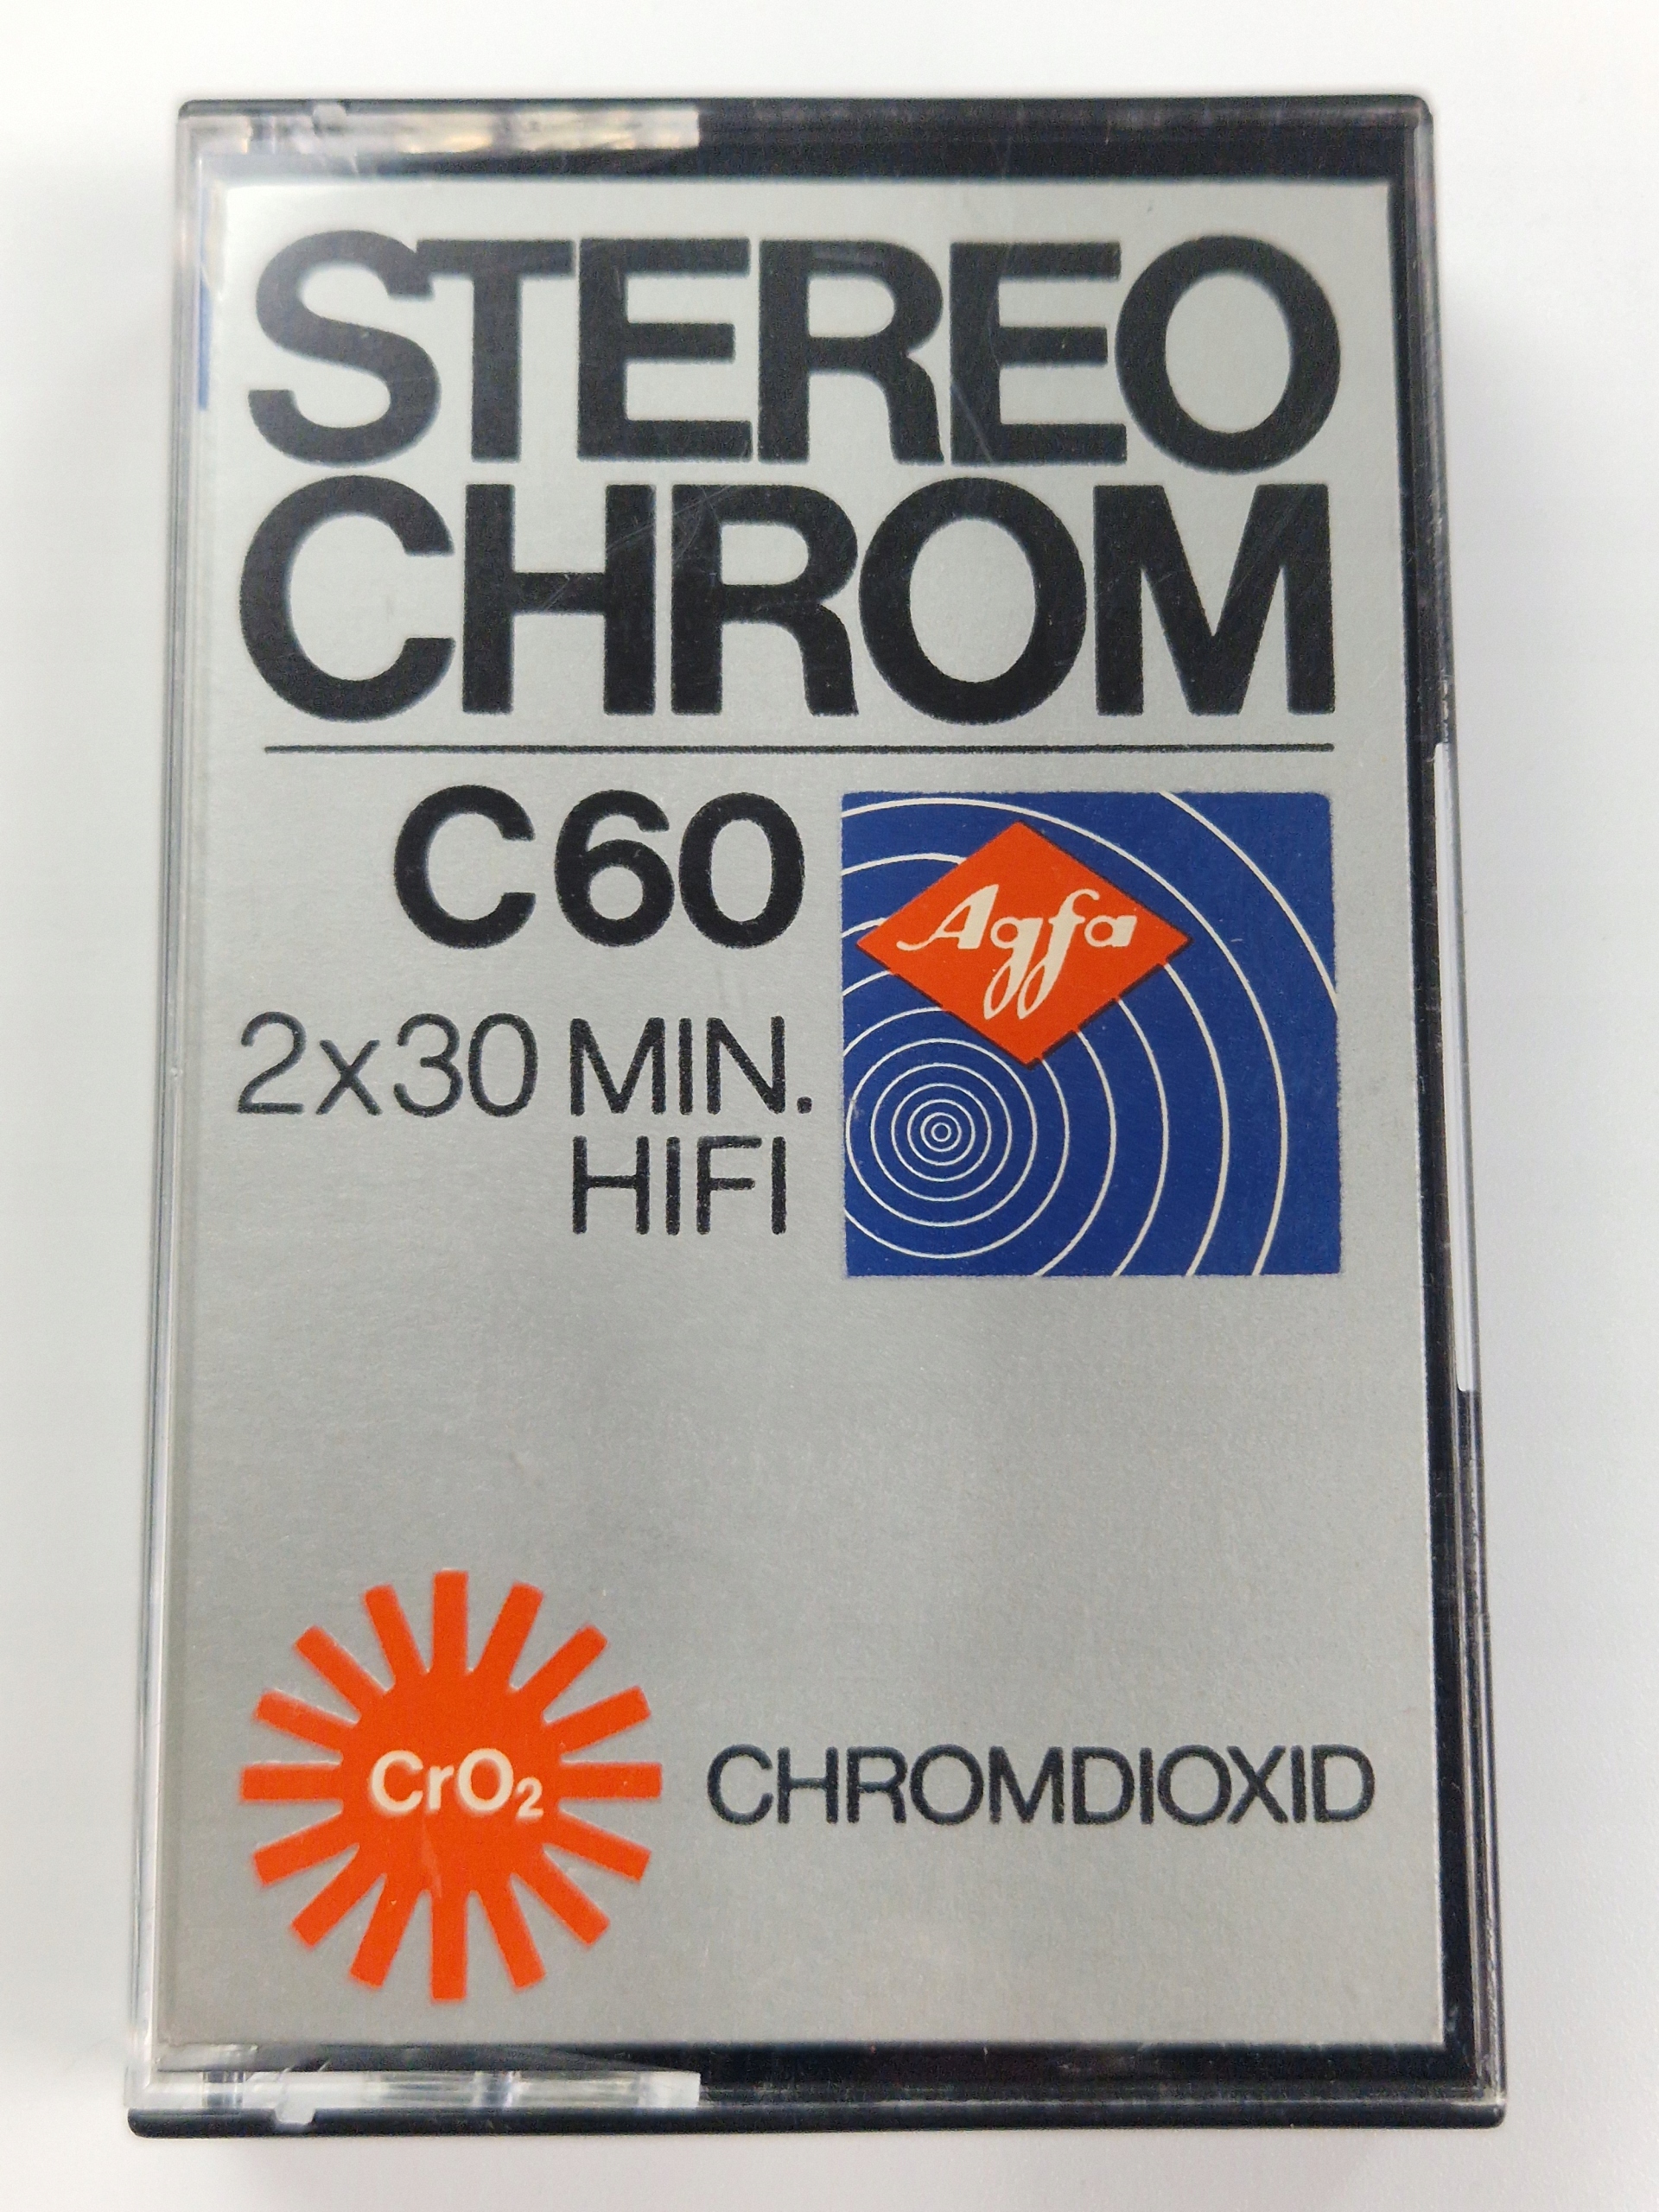 STEREO
CHROM
C60
Agfa
2x30 MIN.
HIFI
CrO₂
CHROMDIOXID